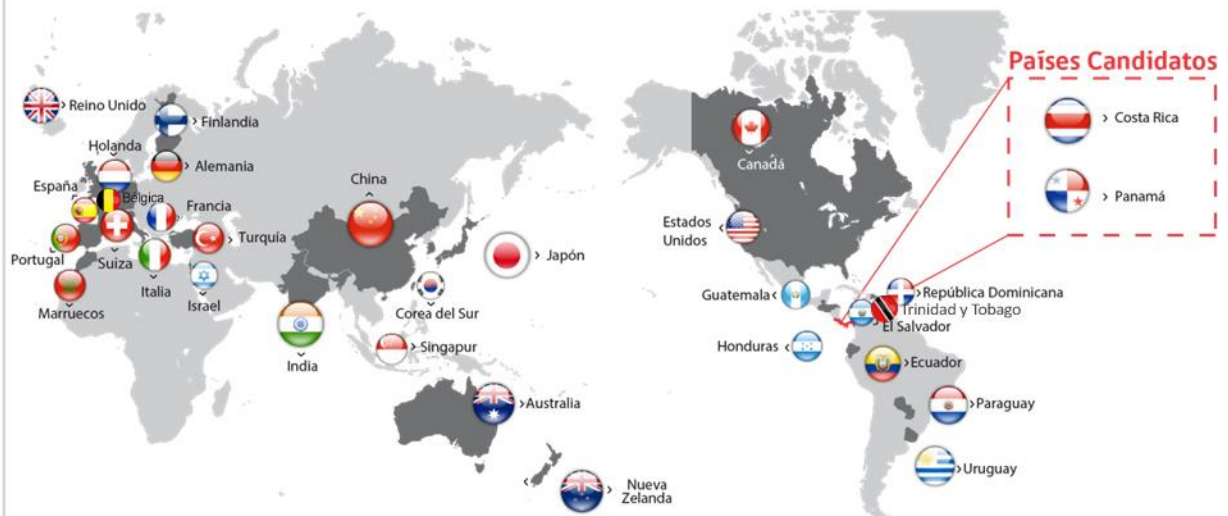 Países Candidatos
Reino Unido
Finlandia
Costa Rica
Holanda
Canadá
Alemania
China
España
Bélgica
Francia
Panamá
Estados
Unidos
Turquía
Japón
Portugal
Suiza
Italia
Israel
Guatemala
República Dominicana
Marruecos
Corea del Sur
Trinidad y Tobago
El Salvador
Honduras
Singapur
India
Ecuador
Australia
Paraguay
Uruguay
Nueva
Zelanda